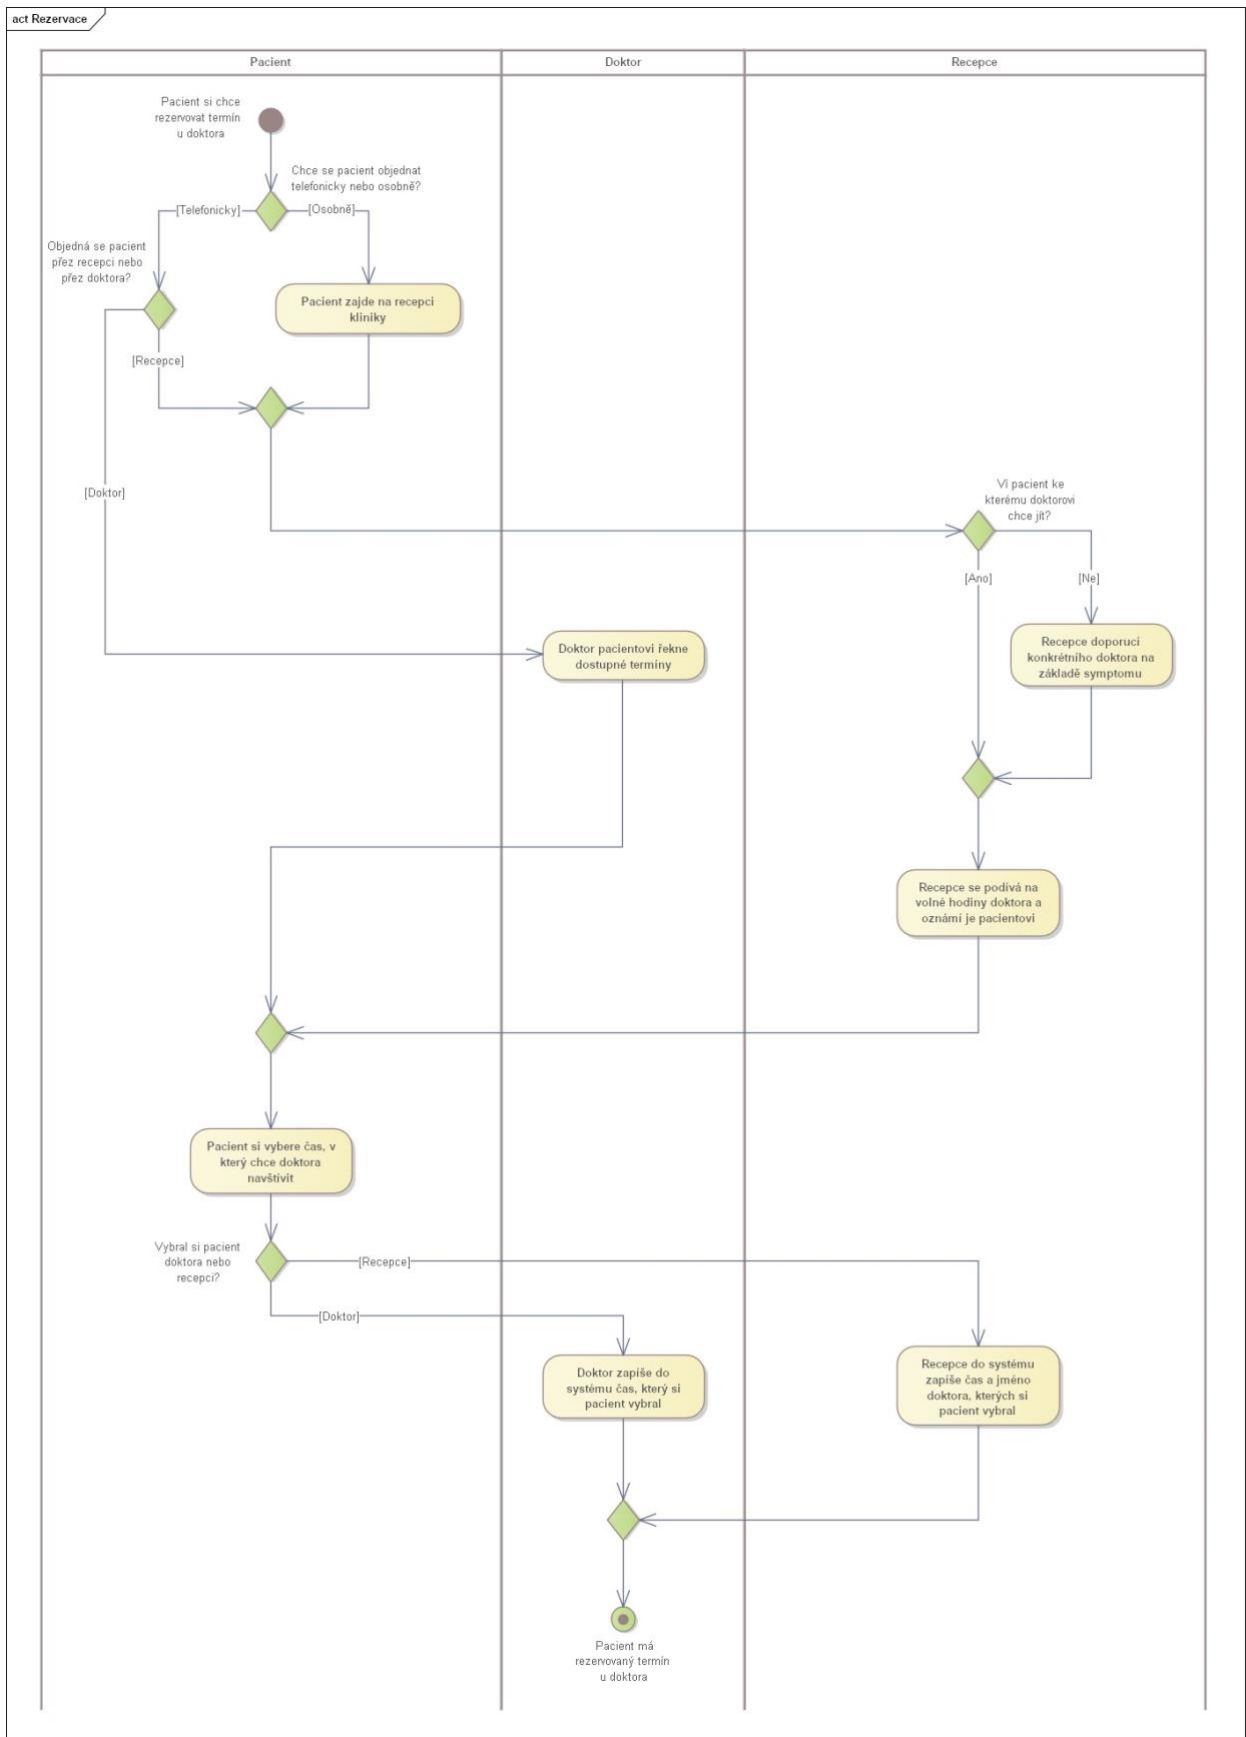 act Rezervace
Pacient
Doktor
Recepce
Pacient si chce
rezervovat termín
u doktora
Chce se pacient objednat
telefonicky nebo osobně?
[Telefonicky]
[Osobně]
Objedná se pacient
přez recepci nebo
přez doktora?
Pacient zajde na recepci
kliniky
[Recepce]
[Doktor]
Ví pacient ke
kterému doktorovi
chce jít?
[Ano]
[Ne]
Doktor pacientovi řekne
dostupné termíny
Recepce doporucí
konkrétního doktora na
základě symptomu
Recepce se podívá na
volné hodiny doktora a
oznámí je pacientovi
Pacient si vybere čas, v
který chce doktora
navštívit
Vybral si pacient
doktora nebo
recepci?
[Recepce]
[Doktor]
Doktor zapíše do
systému čas, který si
pacient vybral
Recepce do systému
zapíše čas a jméno
doktora, kterých si
pacient vybral
Pacient má
rezervovaný termín
u doktora